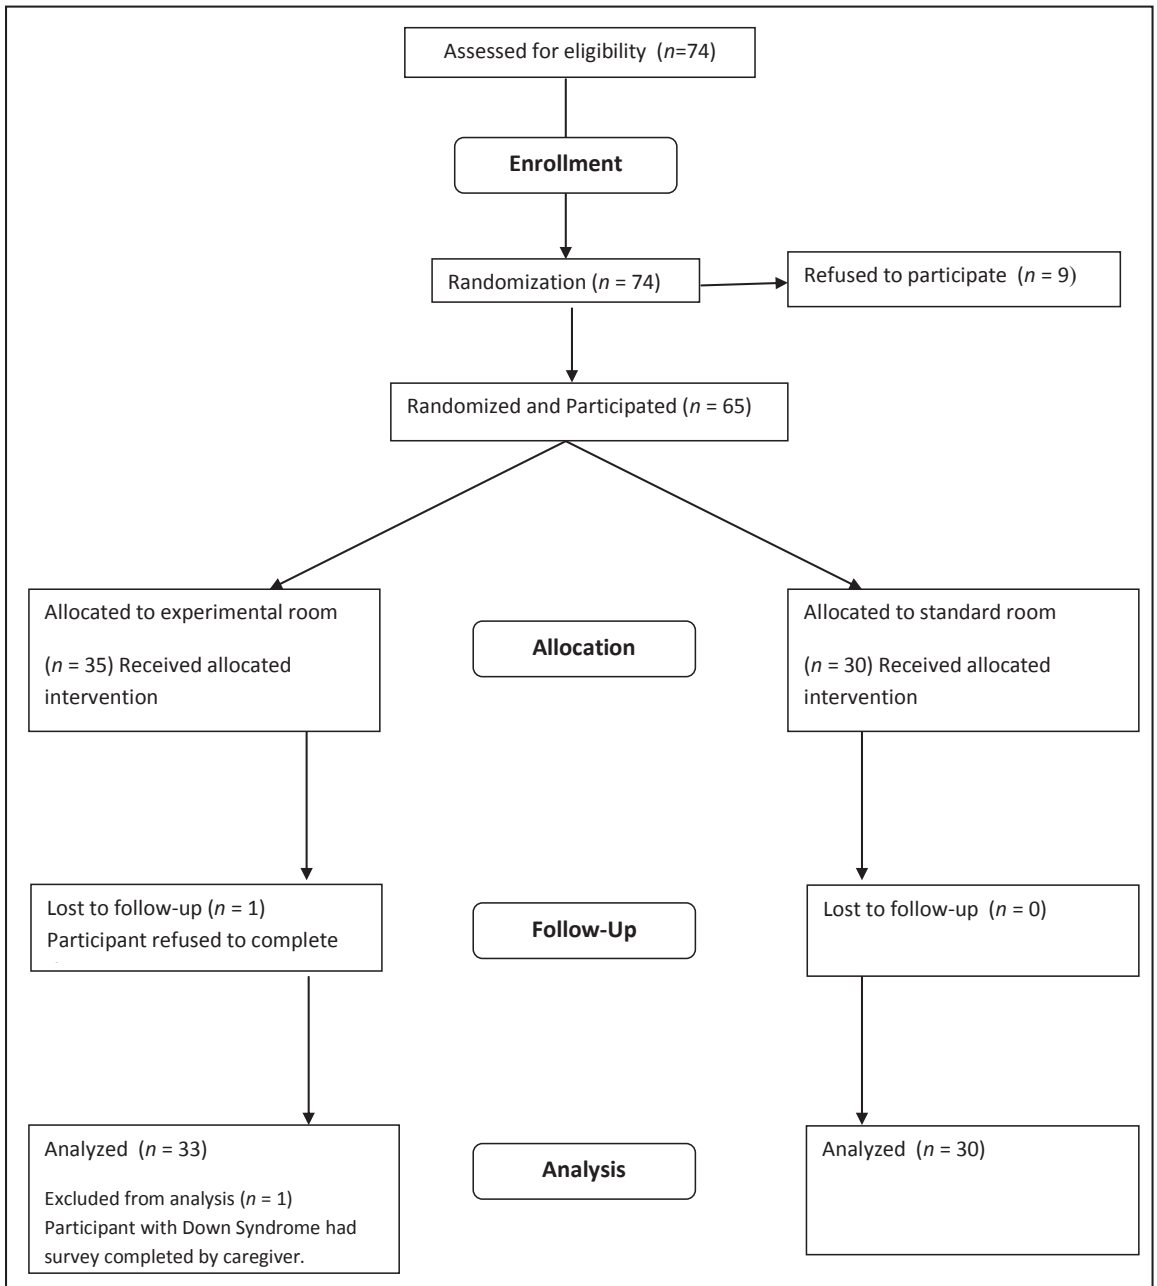 Assessed for eligibility (n=74)
Enrollment
Randomization (n = 74)
Refused to participate (n = 9)
Randomized and Participated (n = 65)
Allocated to experimental room
(n = 35) Received allocated
intervention
Allocation
Allocated to standard room
(n = 30) Received allocated
intervention
Lost to follow-up (n = 1)
Participant refused to complete
Follow-Up
Lost to follow-up (n = 0)
Analyzed (n = 33)
Excluded from analysis (n = 1)
Participant with Down Syndrome had
survey completed by caregiver.
Analysis
Analyzed (n = 30)